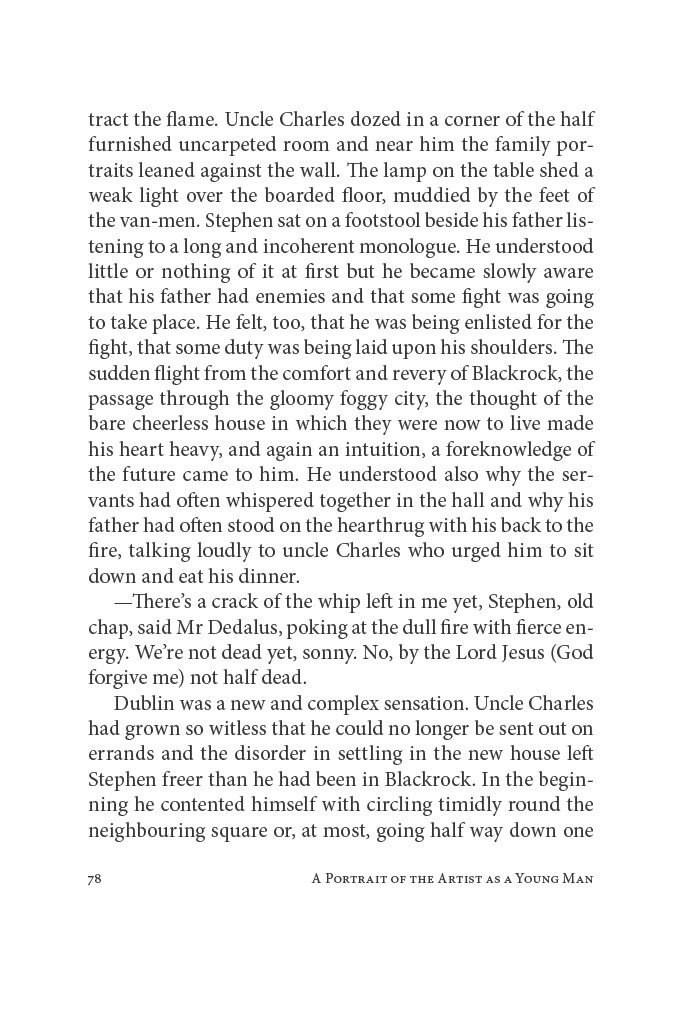 tract the flame. Uncle Charles dozed in a corner of the half
furnished uncarpeted room and near him the family por-
traits leaned against the wall. The lamp on the table shed a
weak light over the boarded floor, muddied by the feet of
the van-men. Stephen sat on a footstool beside his father lis-
tening to a long and incoherent monologue. He understood
little or nothing of it at first but he became slowly aware
that his father had enemies and that some fight was going
to take place. He felt, too, that he was being enlisted for the
fight, that some duty was being laid upon his shoulders. The
sudden flight from the comfort and revery of Blackrock, the
passage through the gloomy foggy city, the thought of the
bare cheerless house in which they were now to live made
his heart heavy, and again an intuition, a foreknowledge of
the future came to him. He understood also why the ser-
vants had often whispered together in the hall and why his
father had often stood on the hearthrug with his back to the
fire, talking loudly to uncle Charles who urged him to sit
down and eat his dinner.
—There’s a crack of the whip left in me yet, Stephen, old
chap, said Mr Dedalus, poking at the dull fire with fierce en-
ergy. We’re not dead yet, sonny. No, by the Lord Jesus (God
forgive me) not half dead.
Dublin was a new and complex sensation. Uncle Charles
had grown so witless that he could no longer be sent out on
errands and the disorder in settling in the new house left
Stephen freer than he had been in Blackrock. In the begin-
ning he contented himself with circling timidly round the
neighbouring square or, at most, going half way down one
78 A Portrait of the Artist as a Young Man